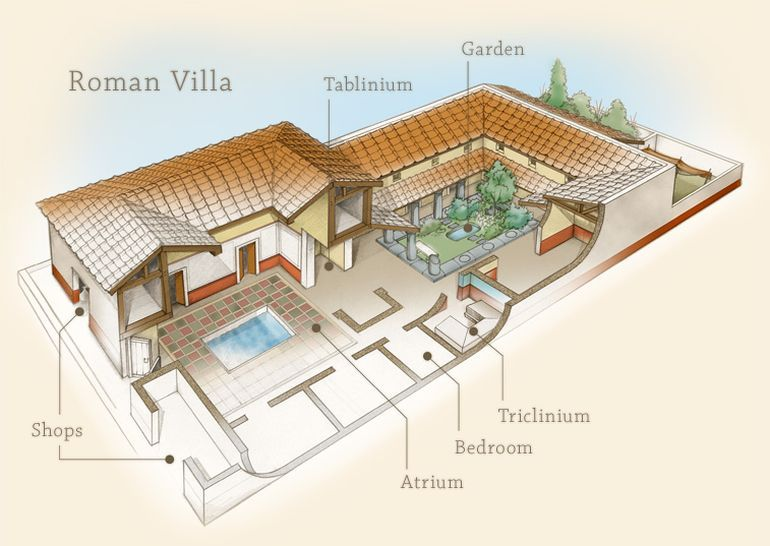 Roman Villa
Tablinium
Garden
Shops
Triclinium
Bedroom
Atrium